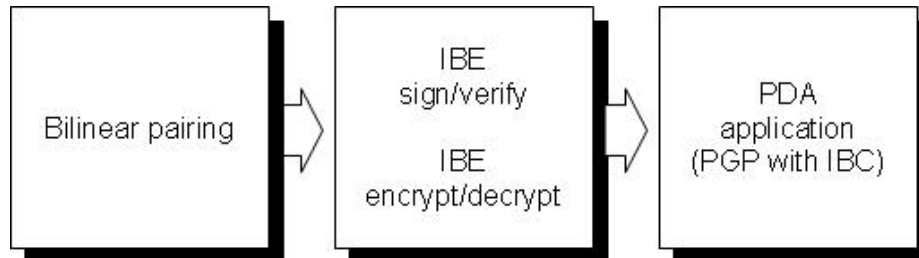 Bilinear pairing
IBE
sign/verify
IBE
encrypt/decrypt
PDA
application
(PGP with IBC)